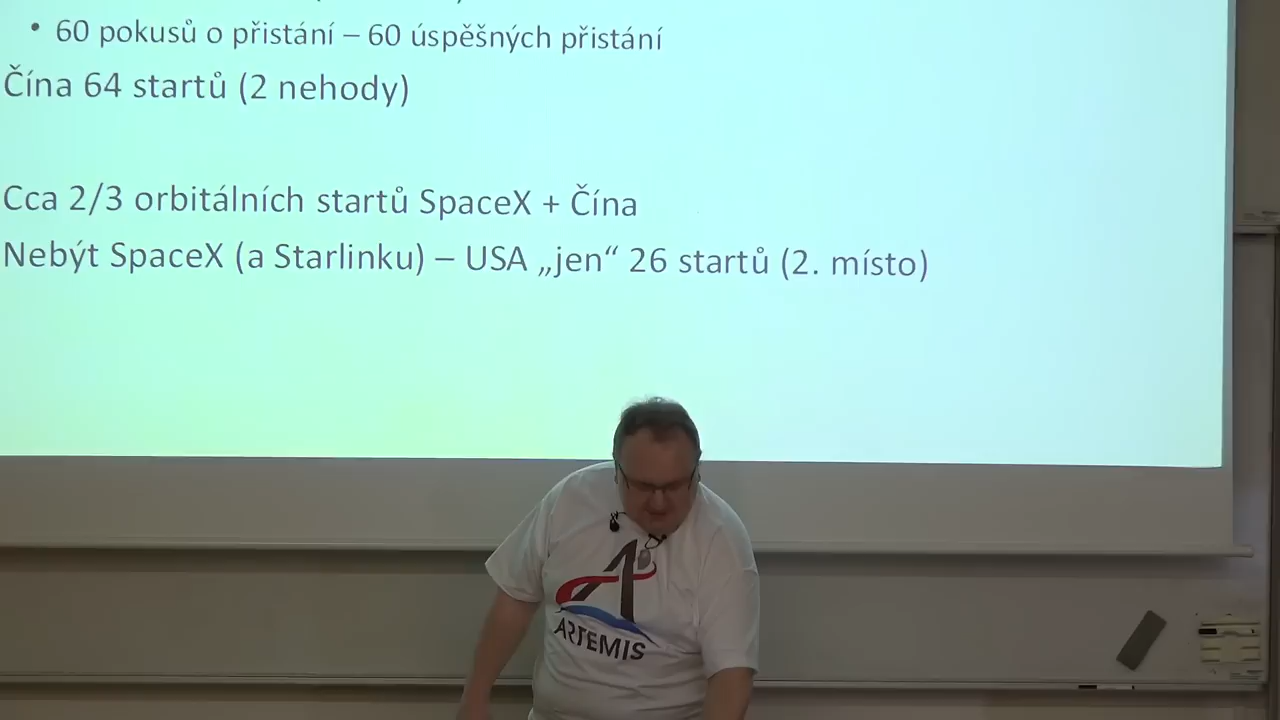 • 60 pokusů o přistání – 60 úspěšných přistání
Čína 64 startů (2 nehody)
Cca 2/3 orbitálních startů SpaceX + Čína
Nebýt SpaceX (a Starlinku) – USA „jen“ 26 startů (2. místo)
ARTEMIS